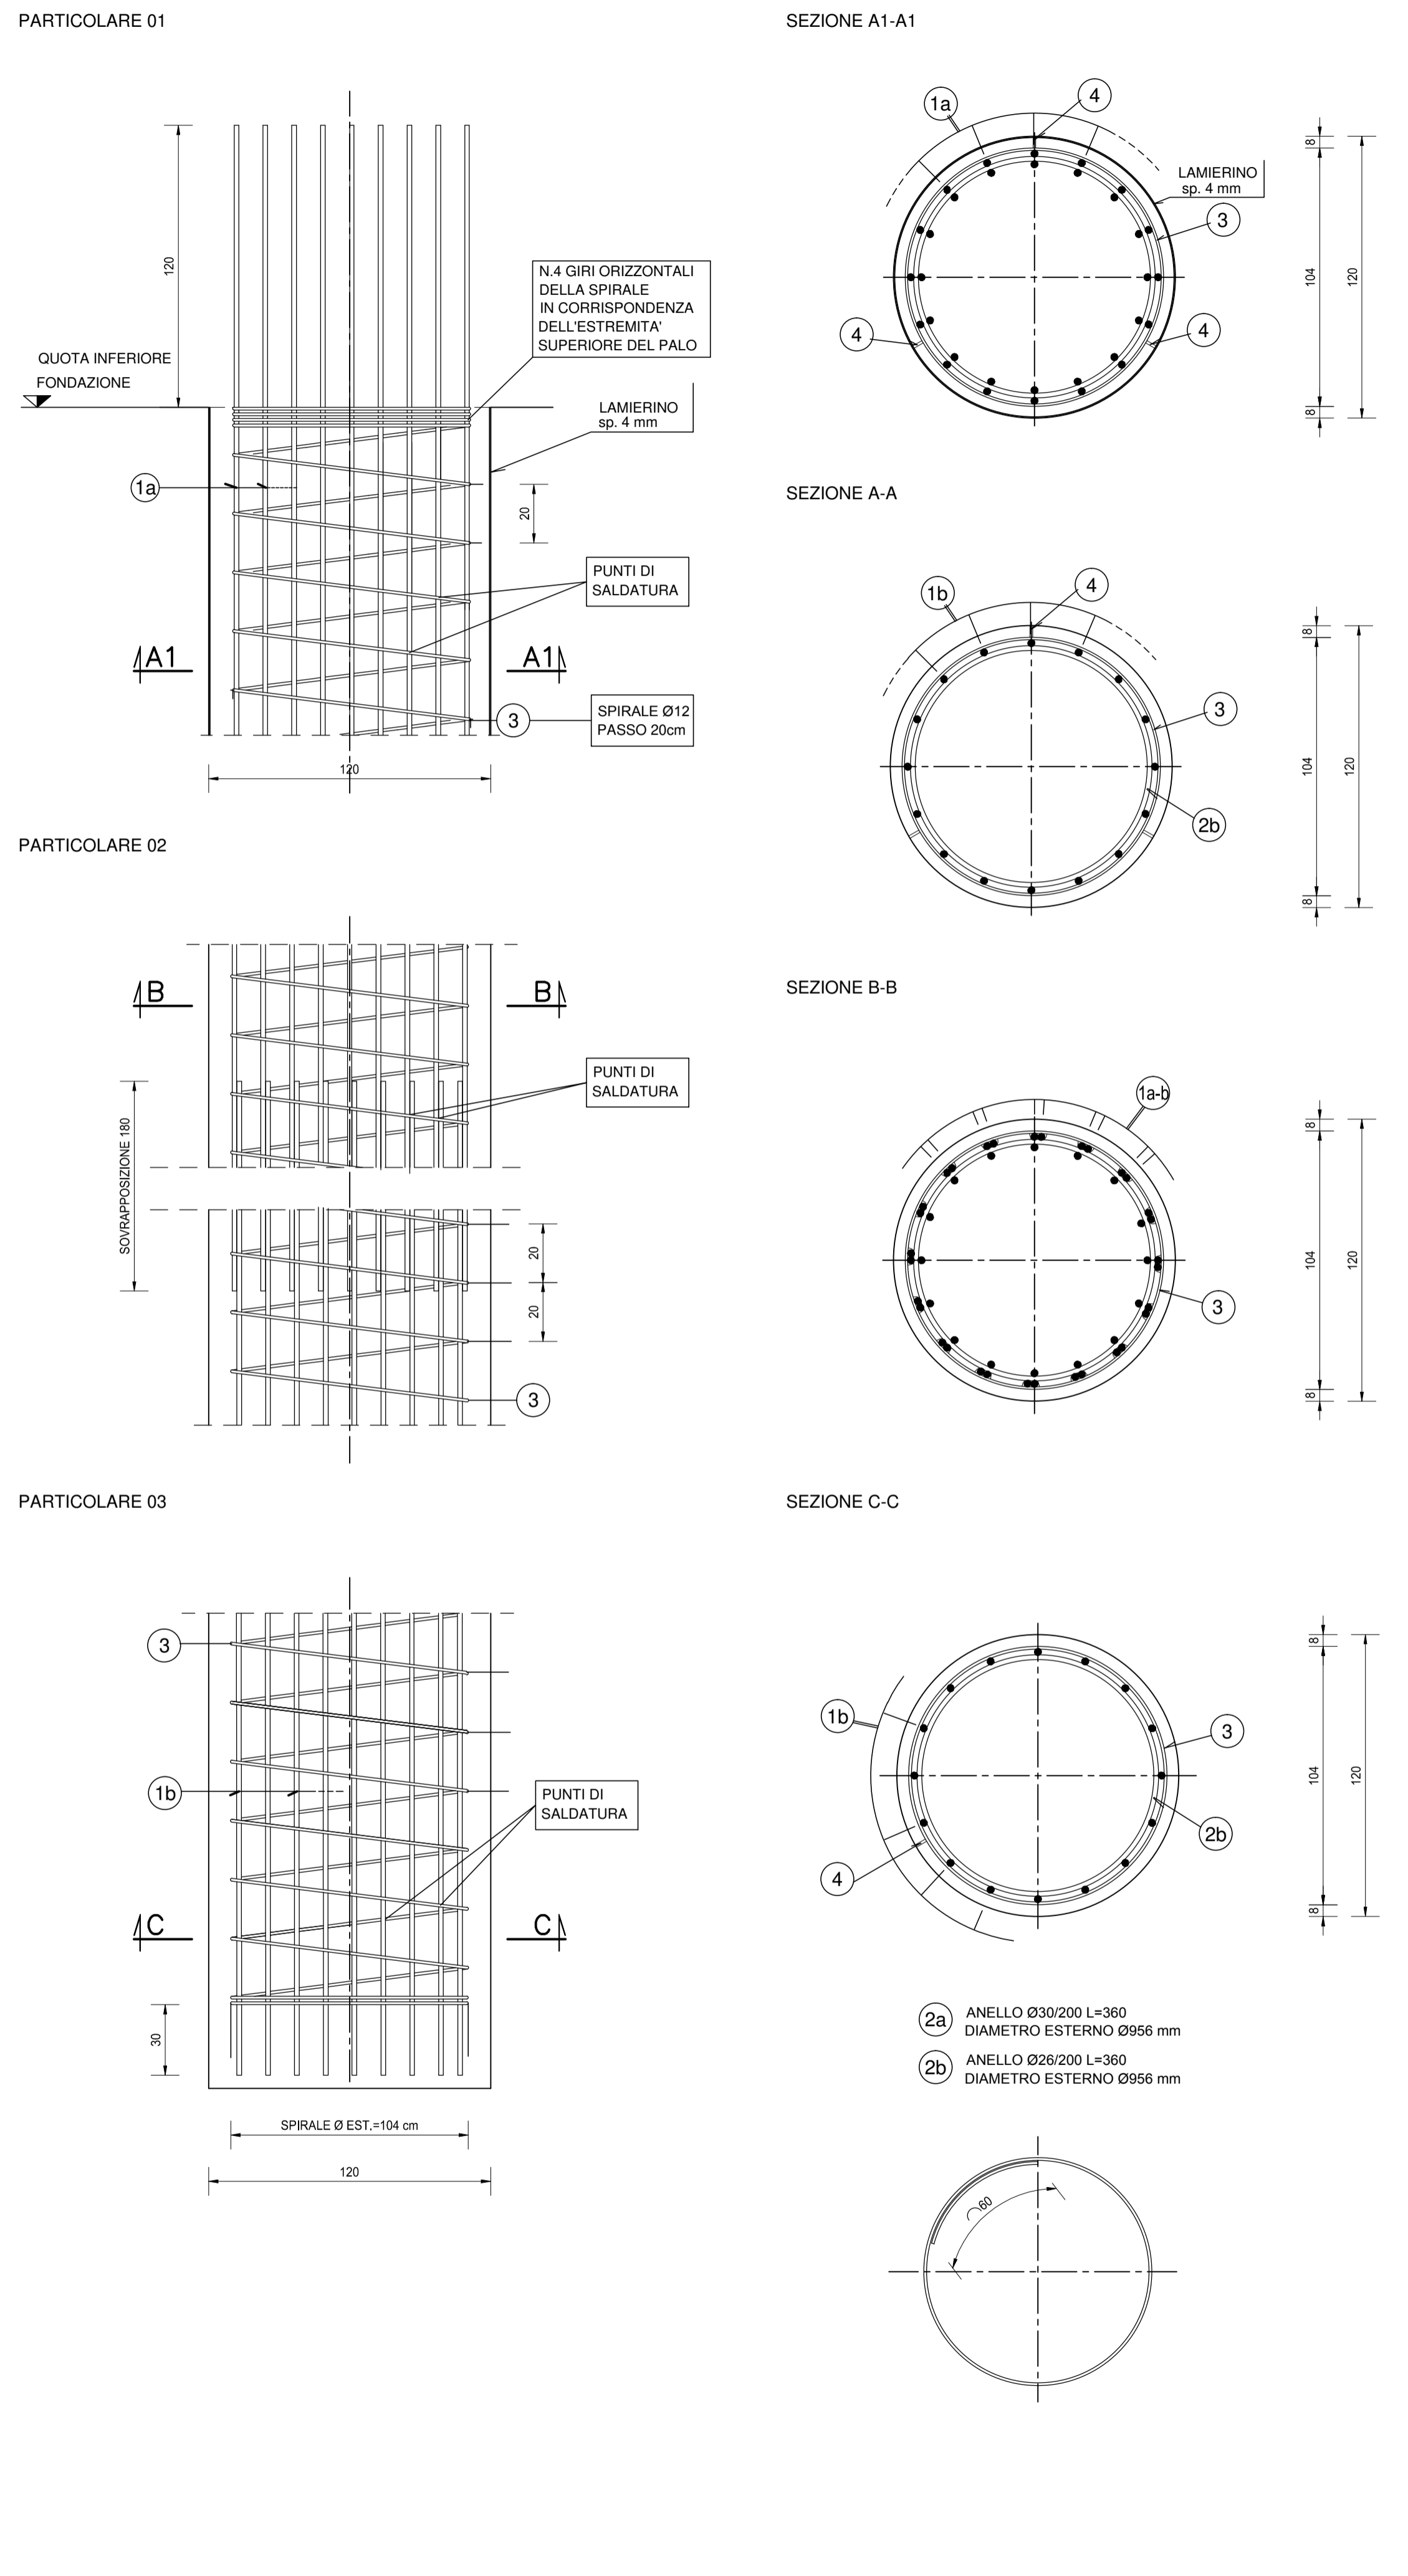 PARTICOLARE 01
120
QUOTA INFERIORE
FONDAZIONE
N.4 GIRI ORIZZONTALI
DELLA SPIRALE
IN CORRISPONDENZA
DELL'ESTREMITA'
SUPERIORE DEL PALO
LAMIERINO
sp. 4 mm
1a
20
PUNTI DI
SALDATURA
A1
A1
3
SPIRALE Ø12
PASSO 20cm
120
PARTICOLARE 02
B
B
PUNTI DI
SALDATURA
SOVRAPPOSIZIONE 180
20
20
3
PARTICOLARE 03
3
1b
PUNTI DI
SALDATURA
C
C
30
SPIRALE Ø EST.=104 cm
120
SEZIONE A1-A1
1a
4
LAMIERINO
sp. 4 mm
3
4
4
8
104
8
120
SEZIONE A-A
1b
4
3
2b
8
104
8
120
SEZIONE B-B
1a-b
3
8
104
8
120
SEZIONE C-C
1b
3
2b
4
8
104
8
120
2a
ANELLO Ø30/200 L=360
DIAMETRO ESTERNO Ø956 mm
2b
ANELLO Ø26/200 L=360
DIAMETRO ESTERNO Ø956 mm
60